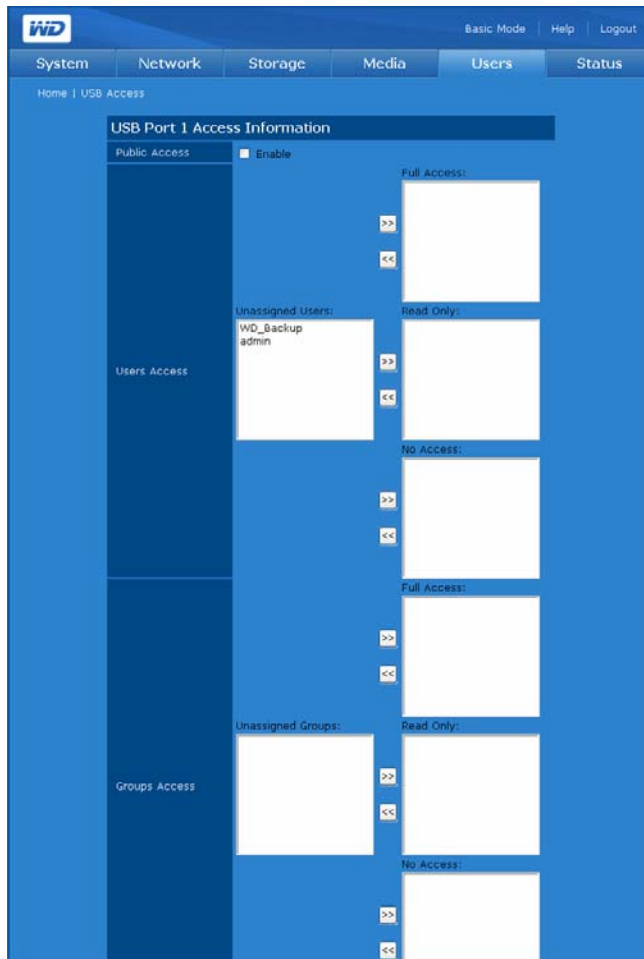 WD
Basic Mode | Help | Logout
System Network Storage Media Users Status
Home | USB Access
USB Port 1 Access Information
Public Access Enable
Users Access
Unassigned Users:
WD_Backup
admin
Full Access:
>>
<<
Read Only:
>>
<<
No Access:
>>
<<
Groups Access
Unassigned Groups:
Full Access:
>>
<<
Read Only:
>>
<<
No Access:
>>
<<